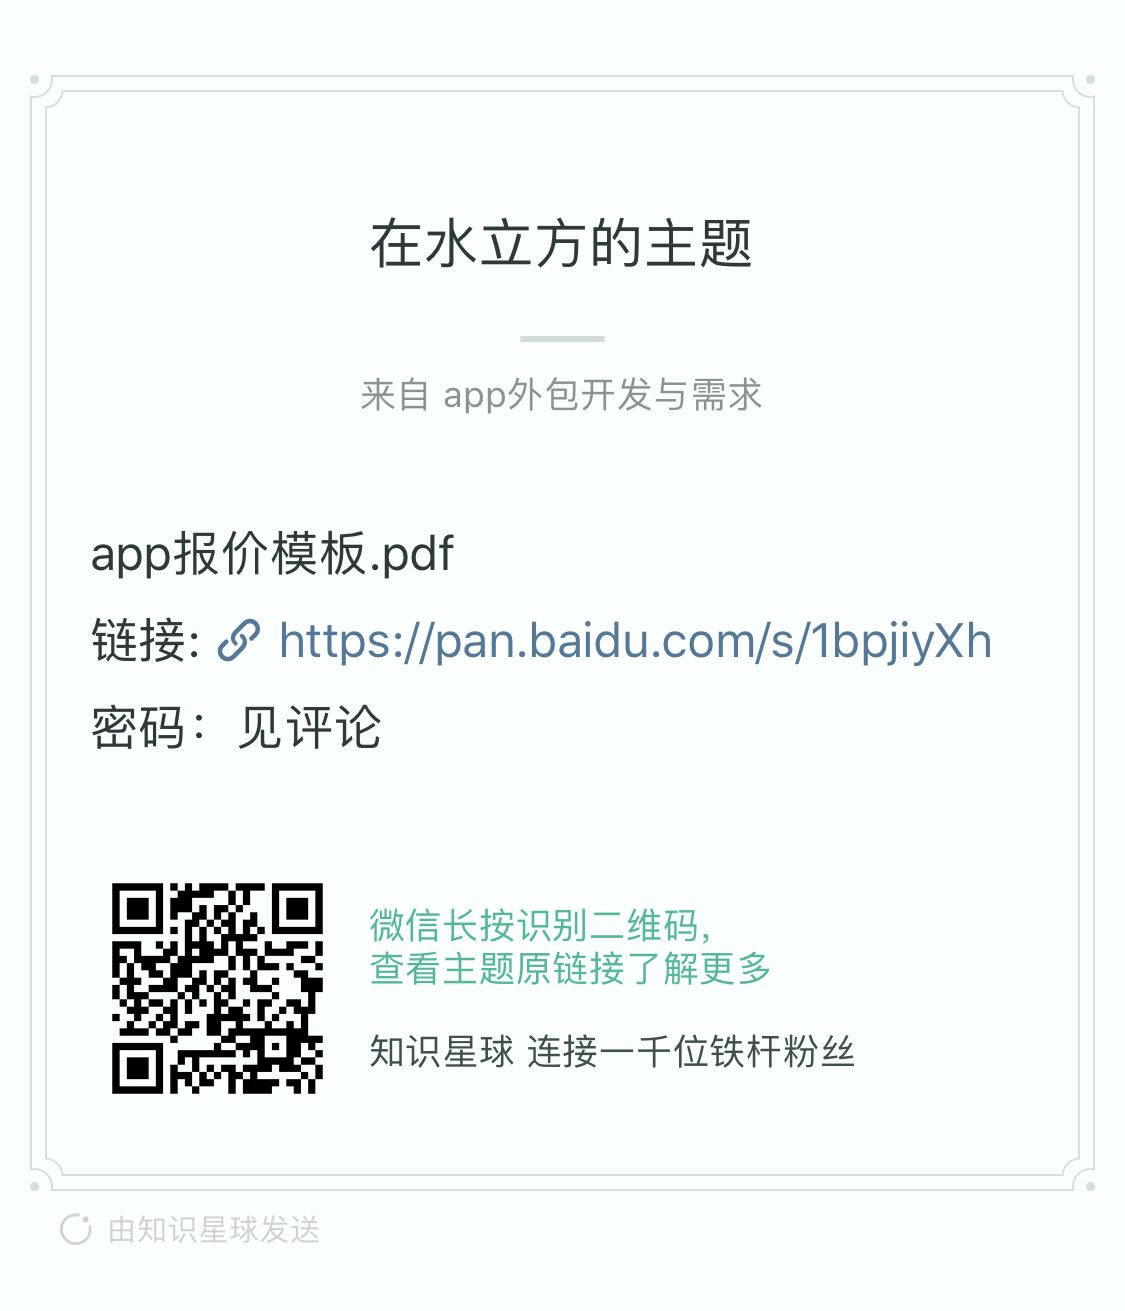 在水立方的主题
来自 app外包开发与需求
app报价模板.pdf
链接: https://pan.baidu.com/s/1bpjiyXh
密码：见评论
微信长按识别二维码,
查看主题原链接了解更多
知识星球 连接一千位铁杆粉丝
由知识星球发送